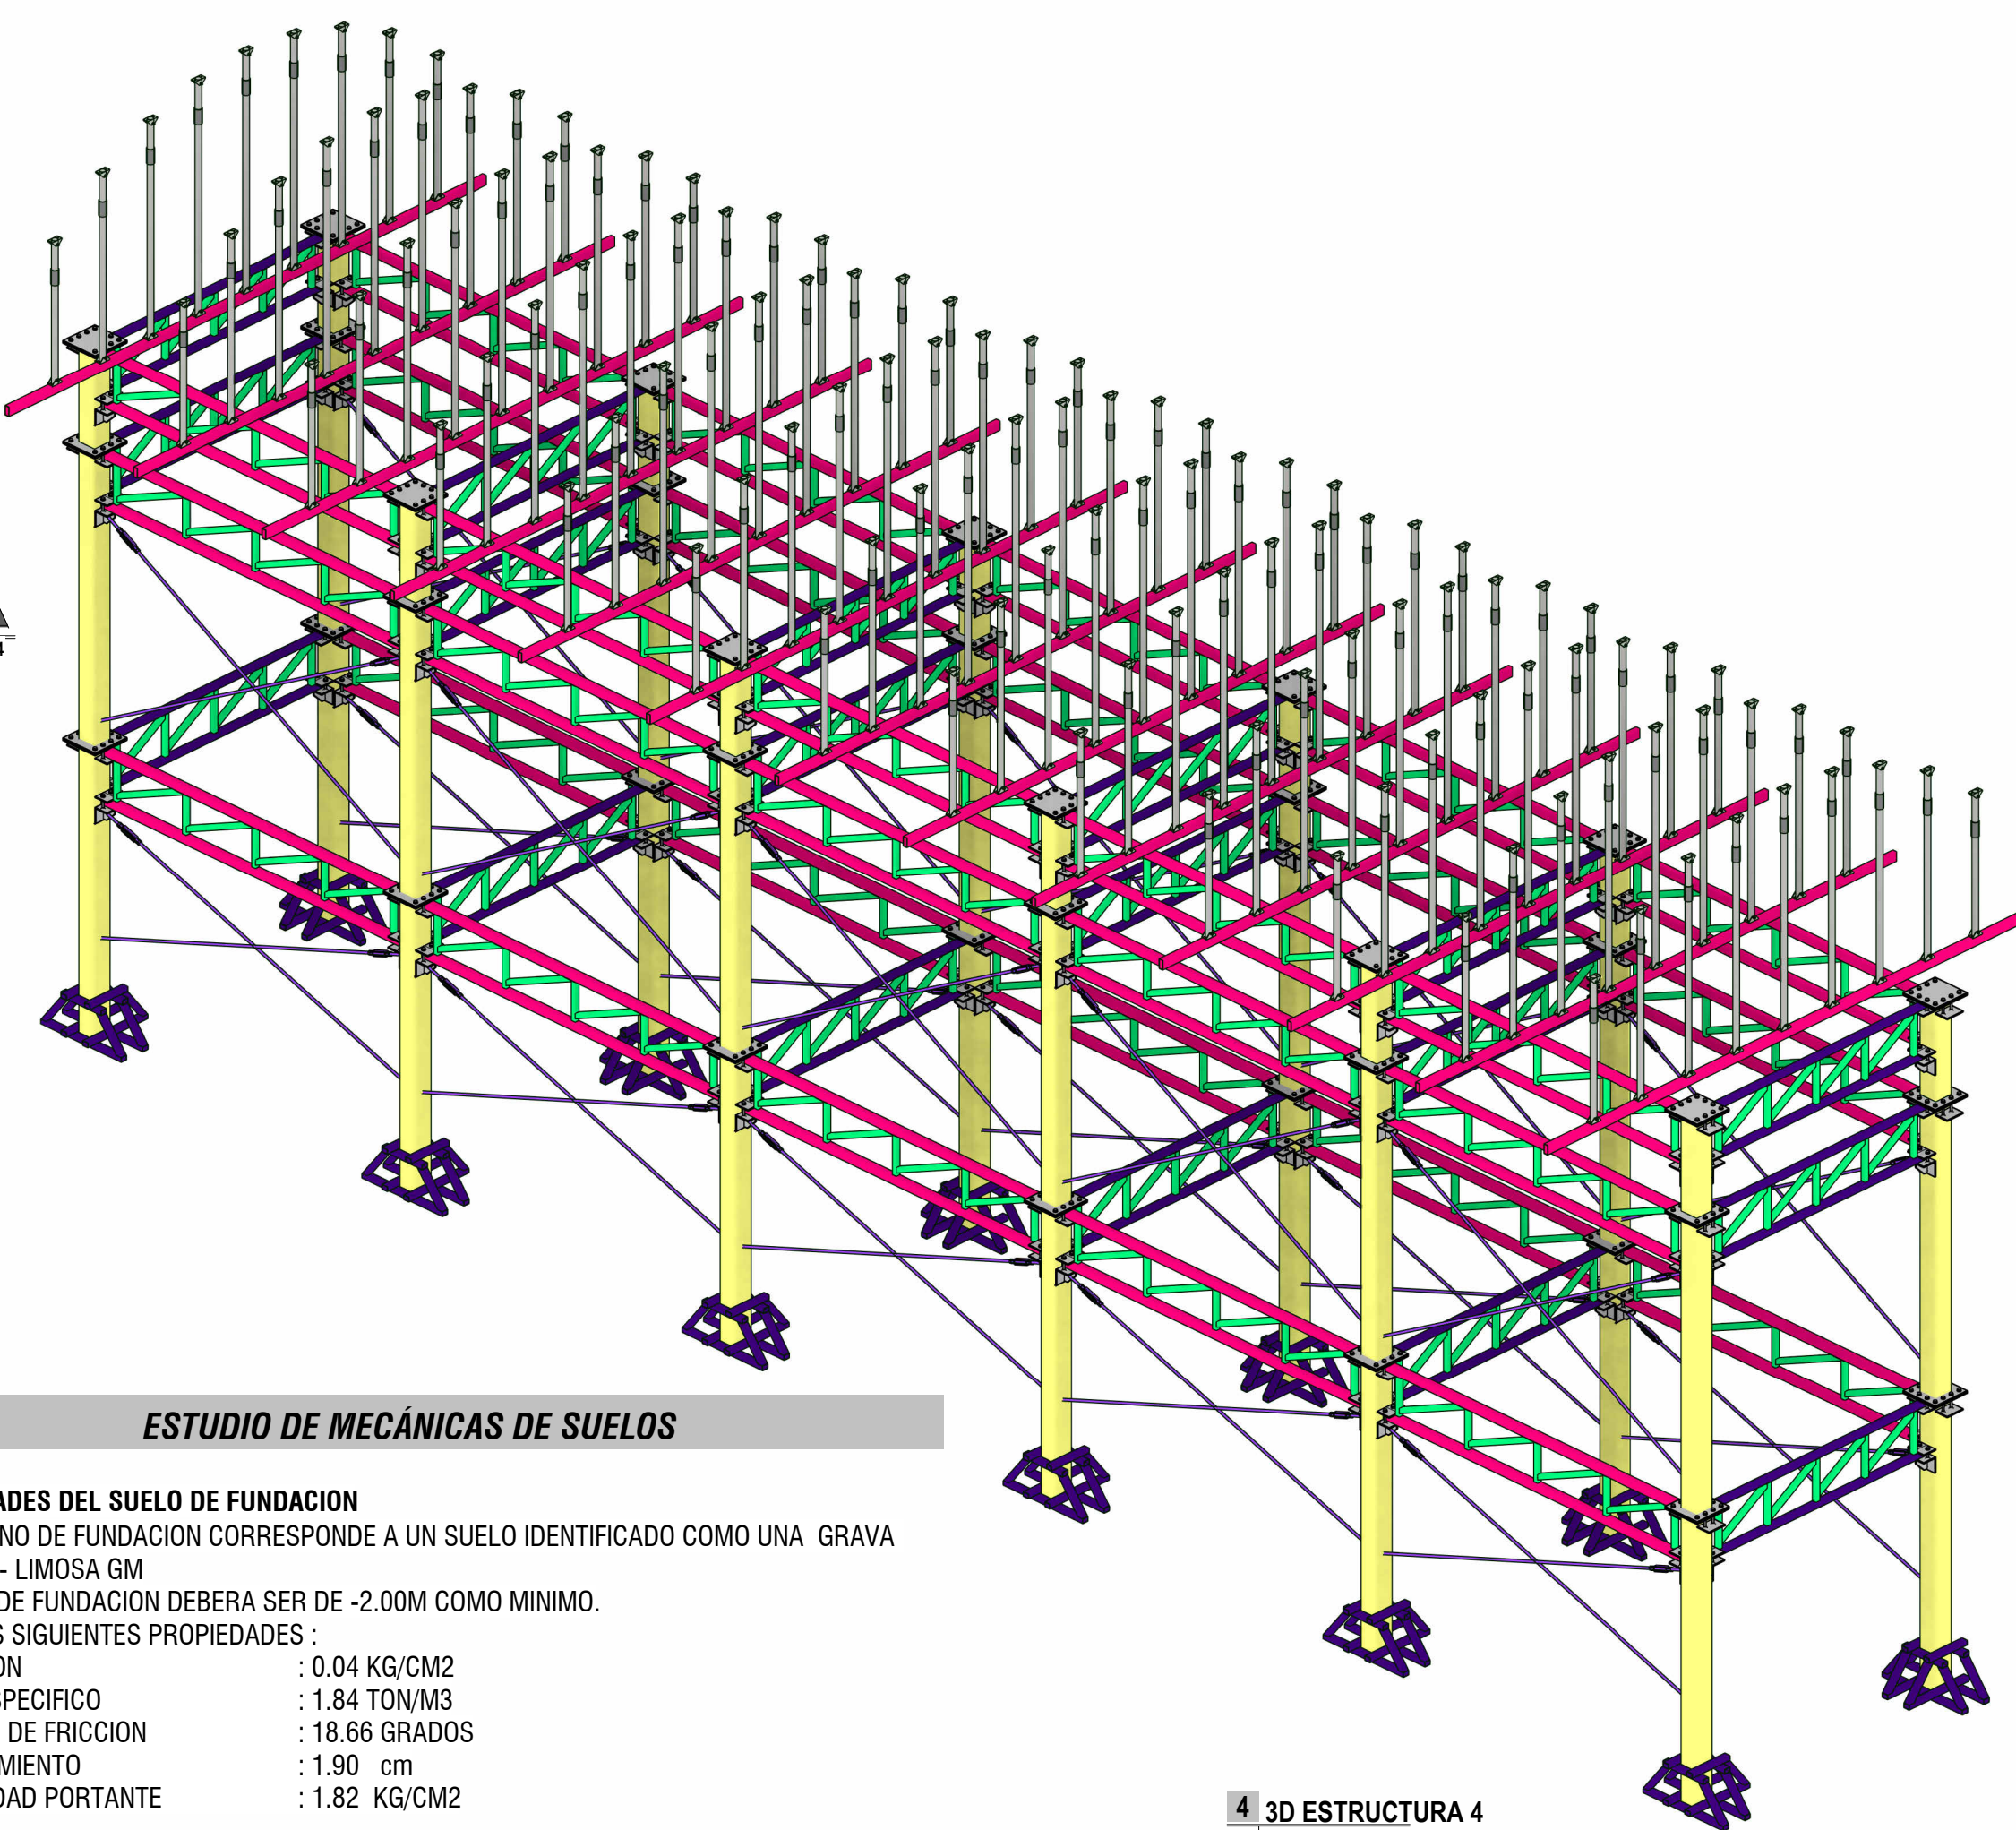 4
ESTUDIO DE MECÁNICAS DE SUELOS
ADES DEL SUELO DE FUNDACION
NO DE FUNDACION CORRESPONDE A UN SUELO IDENTIFICADO COMO UNA GRAVA
- LIMOSA GM
DE FUNDACION DEBERA SER DE -2.00M COMO MINIMO.
S SIGUIENTES PROPIEDADES :
ON : 0.04 KG/CM2
SPECIFICO : 1.84 TON/M3
DE FRICCION : 18.66 GRADOS
MIENTO : 1.90 cm
DAD PORTANTE : 1.82 KG/CM2
4 3D ESTRUCTURA 4